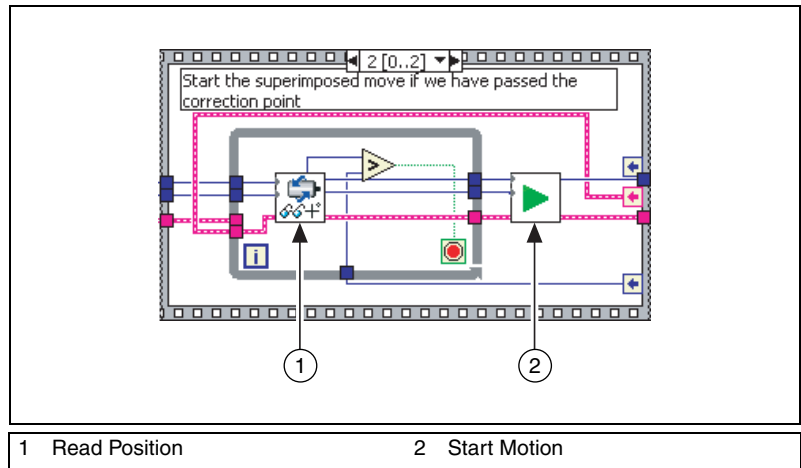 2 [0..2]
Start the superimposed move if we have passed the
correction point
>
i
1
2
1 Read Position 2 Start Motion